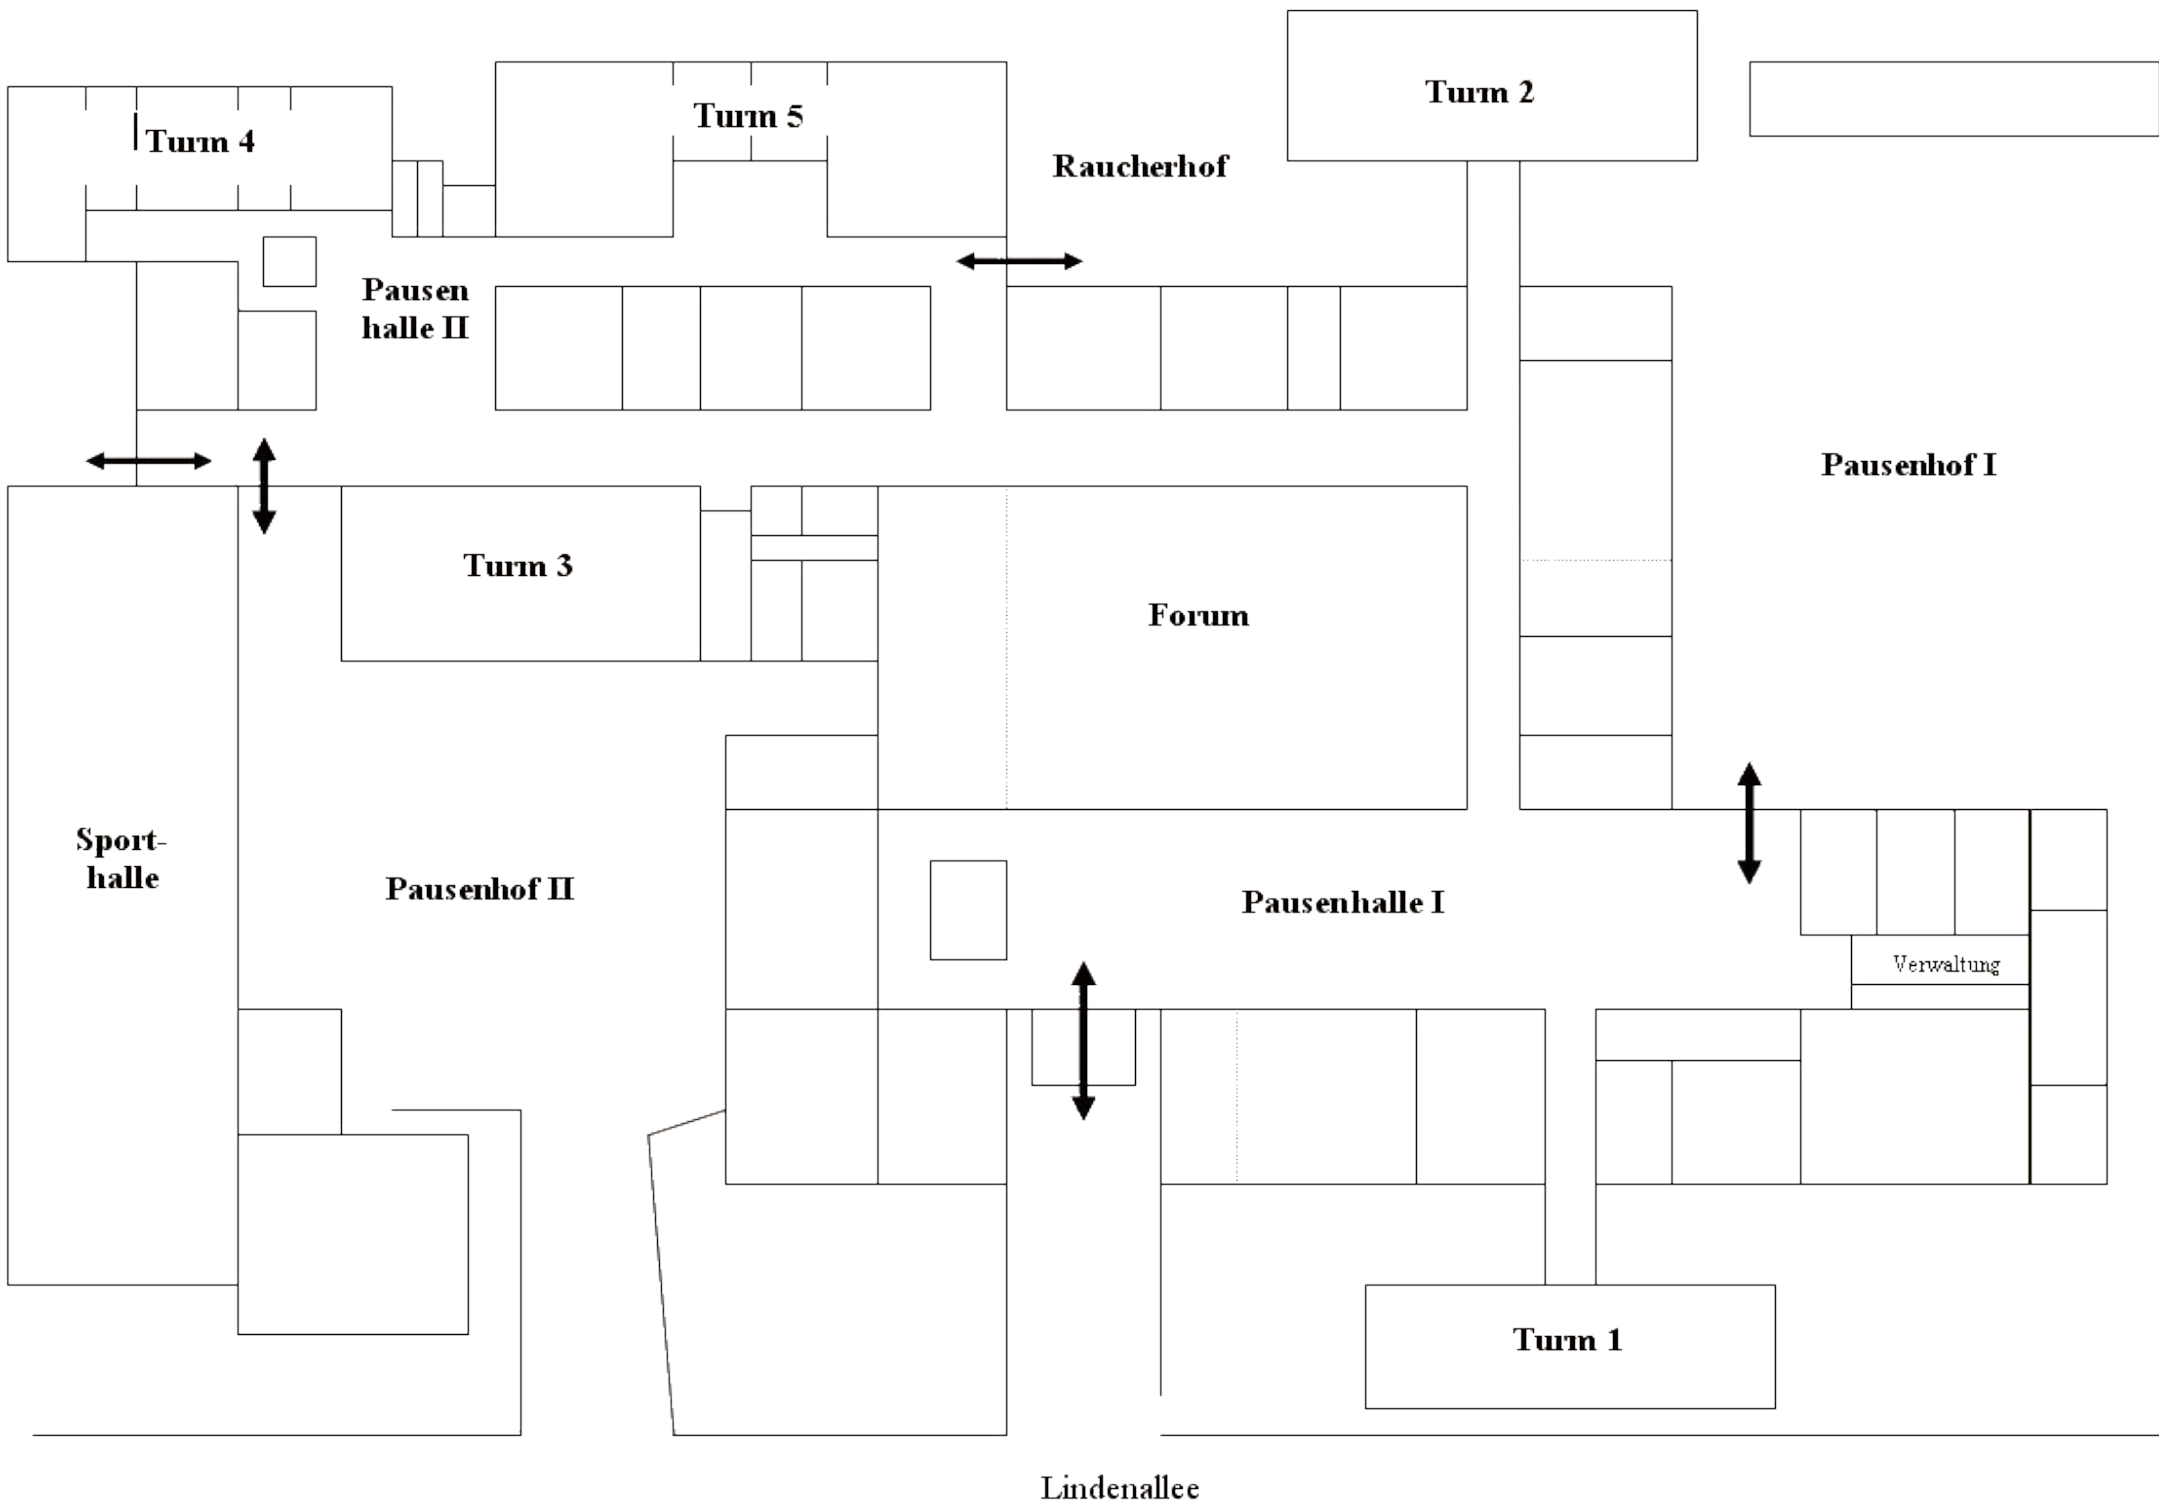 Turm 2
Turm 5
Turm 4
Raucherhof
Pausen
halle II
Pausenhof I
Turm 3
Forum
Sport-
halle
Pausenhof II
Pausenhalle I
Verwaltung
Turm 1
Lindenallee